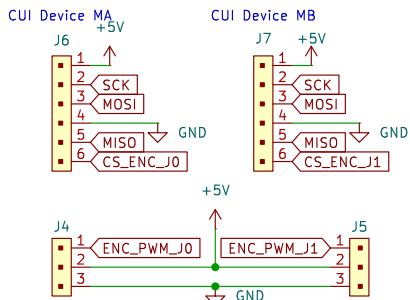 CUI Device MA
CUI Device MB
+5V
+5V
J6
J7
1
1
2 SCK
2 SCK
3 MOSI
3 MOSI
4 GND
4 GND
5 MISO
5 MISO
6 CS_ENC_J0
6 CS_ENC_J1
+5V
J4
J5
1 ENC_PWM_J0
ENC_PWM_J1 1
2
2
3
3
GND